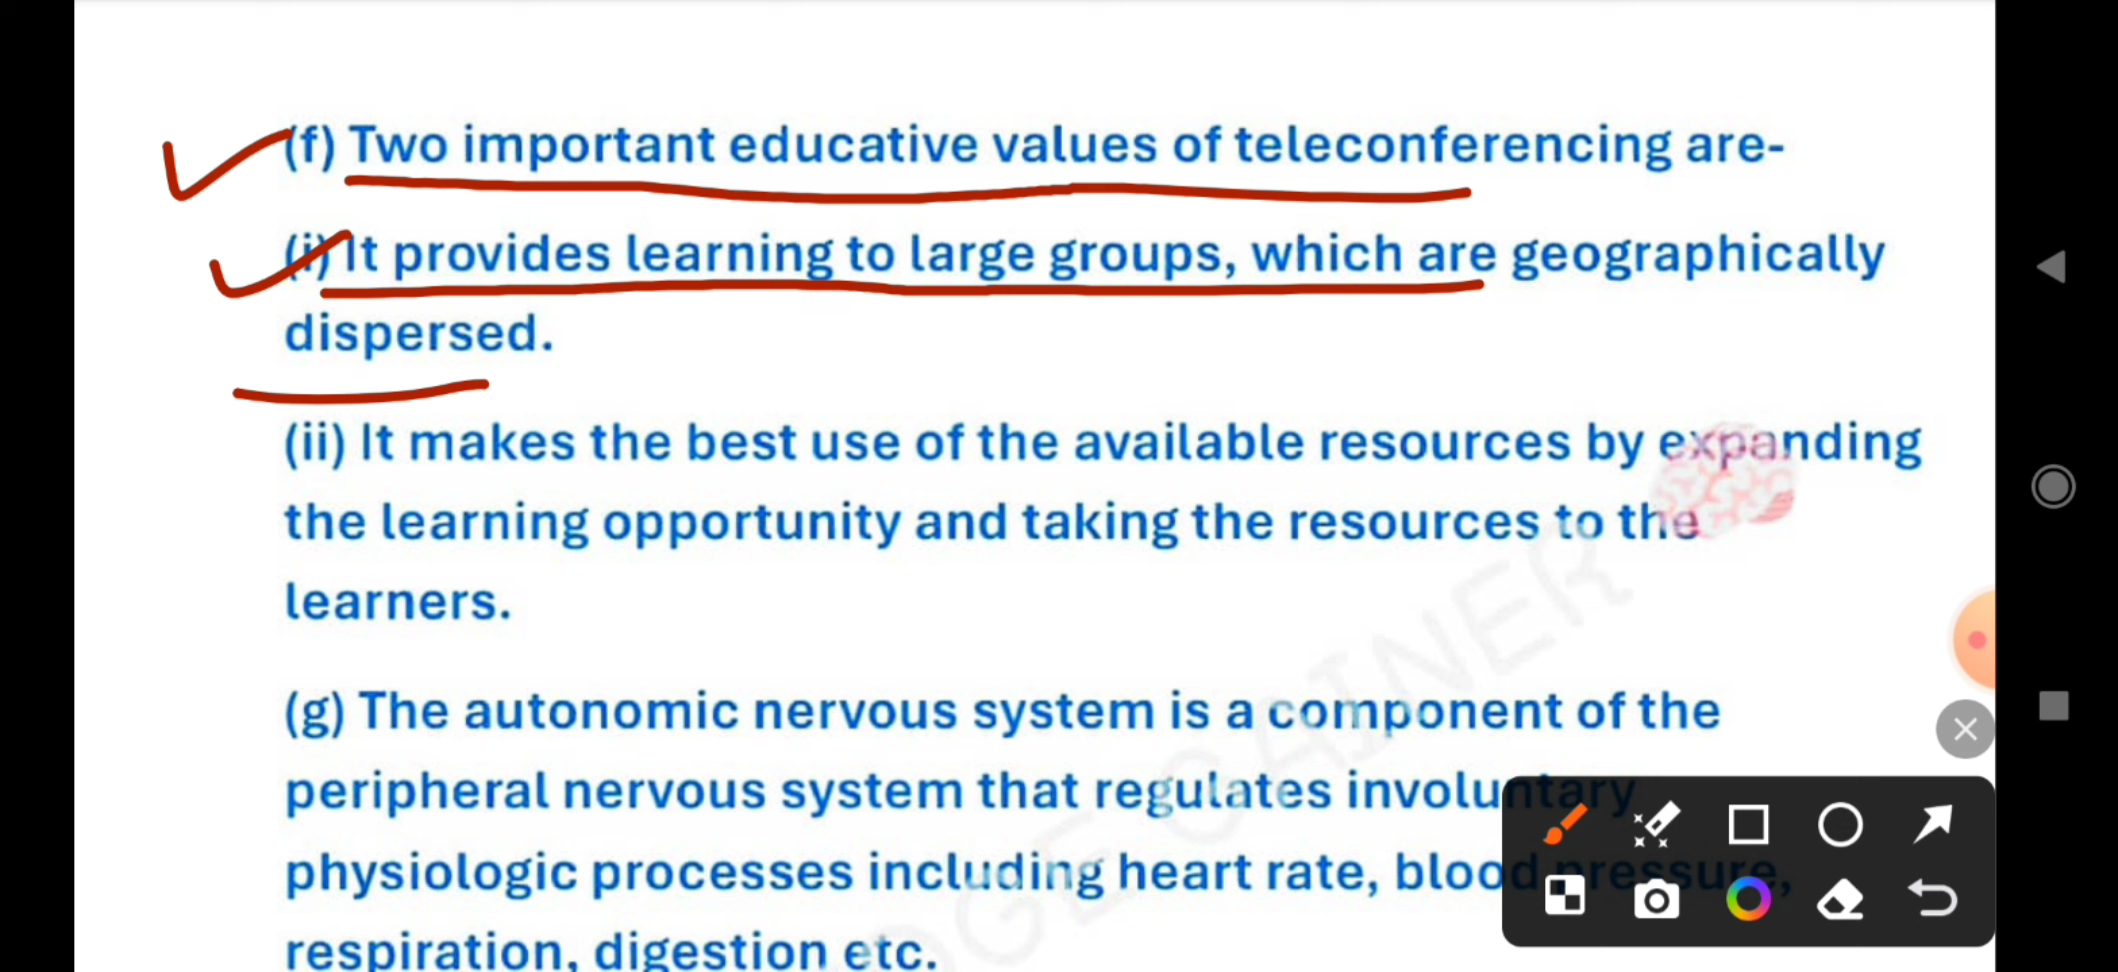 (f) Two important educative values of teleconferencing are-
(i) It provides learning to large groups, which are geographically
dispersed.
(ii) It makes the best use of the available resources by expanding
the learning opportunity and taking the resources to the
learners.
(g) The autonomic nervous system is a component of the
peripheral nervous system that regulates involuntary
physiologic processes including heart rate, blood pressure,
respiration, digestion etc.
GAINER